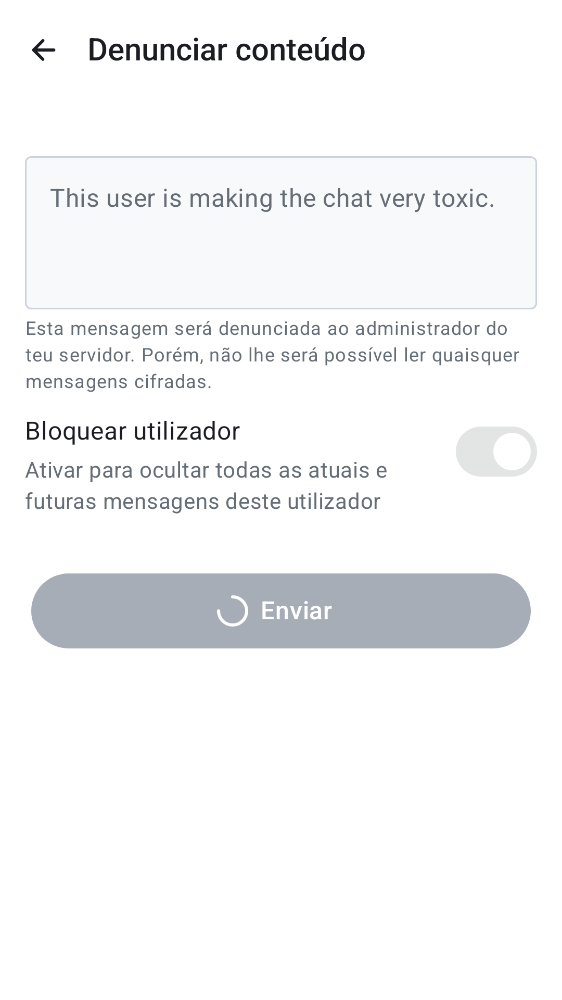 Denunciar conteúdo
This user is making the chat very toxic.
Esta mensagem será denunciada ao administrador do
teu servidor. Porém, não lhe será possível ler quaisquer
mensagens cifradas.
Bloquear utilizador
Ativar para ocultar todas as atuais e
futuras mensagens deste utilizador
Enviar